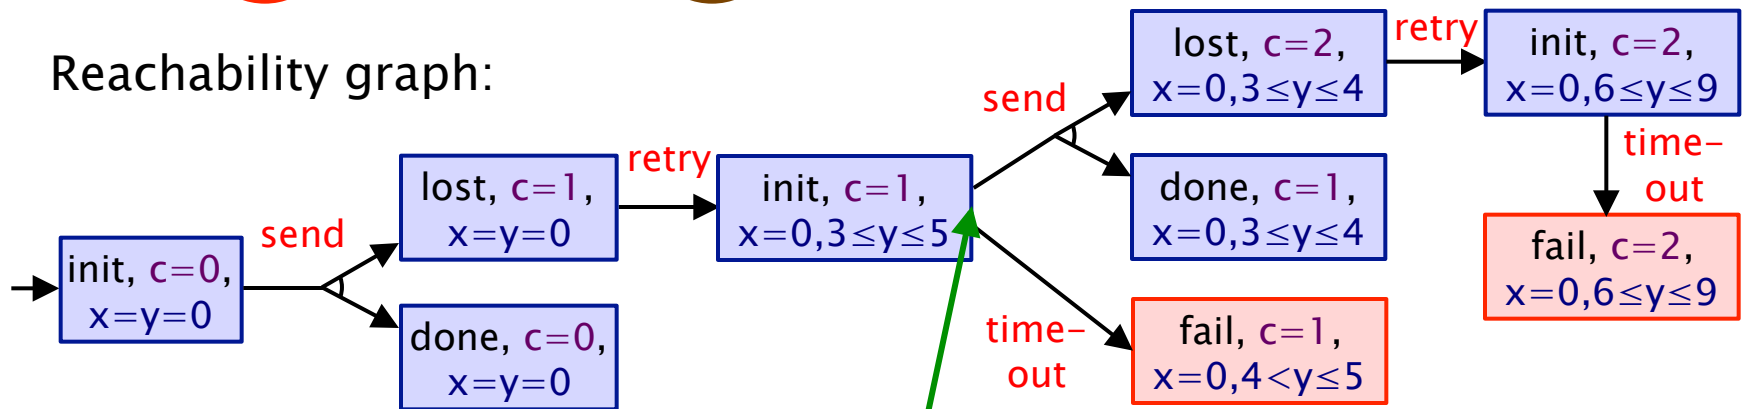 Reachability graph:
init, c=0,
x=y=0
send
lost, c=1,
x=y=0
done, c=0,
x=y=0
retry
init, c=1,
x=0,3≤y≤5
send
lost, c=2,
x=0,3≤y≤4
done, c=1,
x=0,3≤y≤4
time-
out
fail, c=1,
x=0,4<y≤5
retry
init, c=2,
x=0,6≤y≤9
time-
out
fail, c=2,
x=0,6≤y≤9